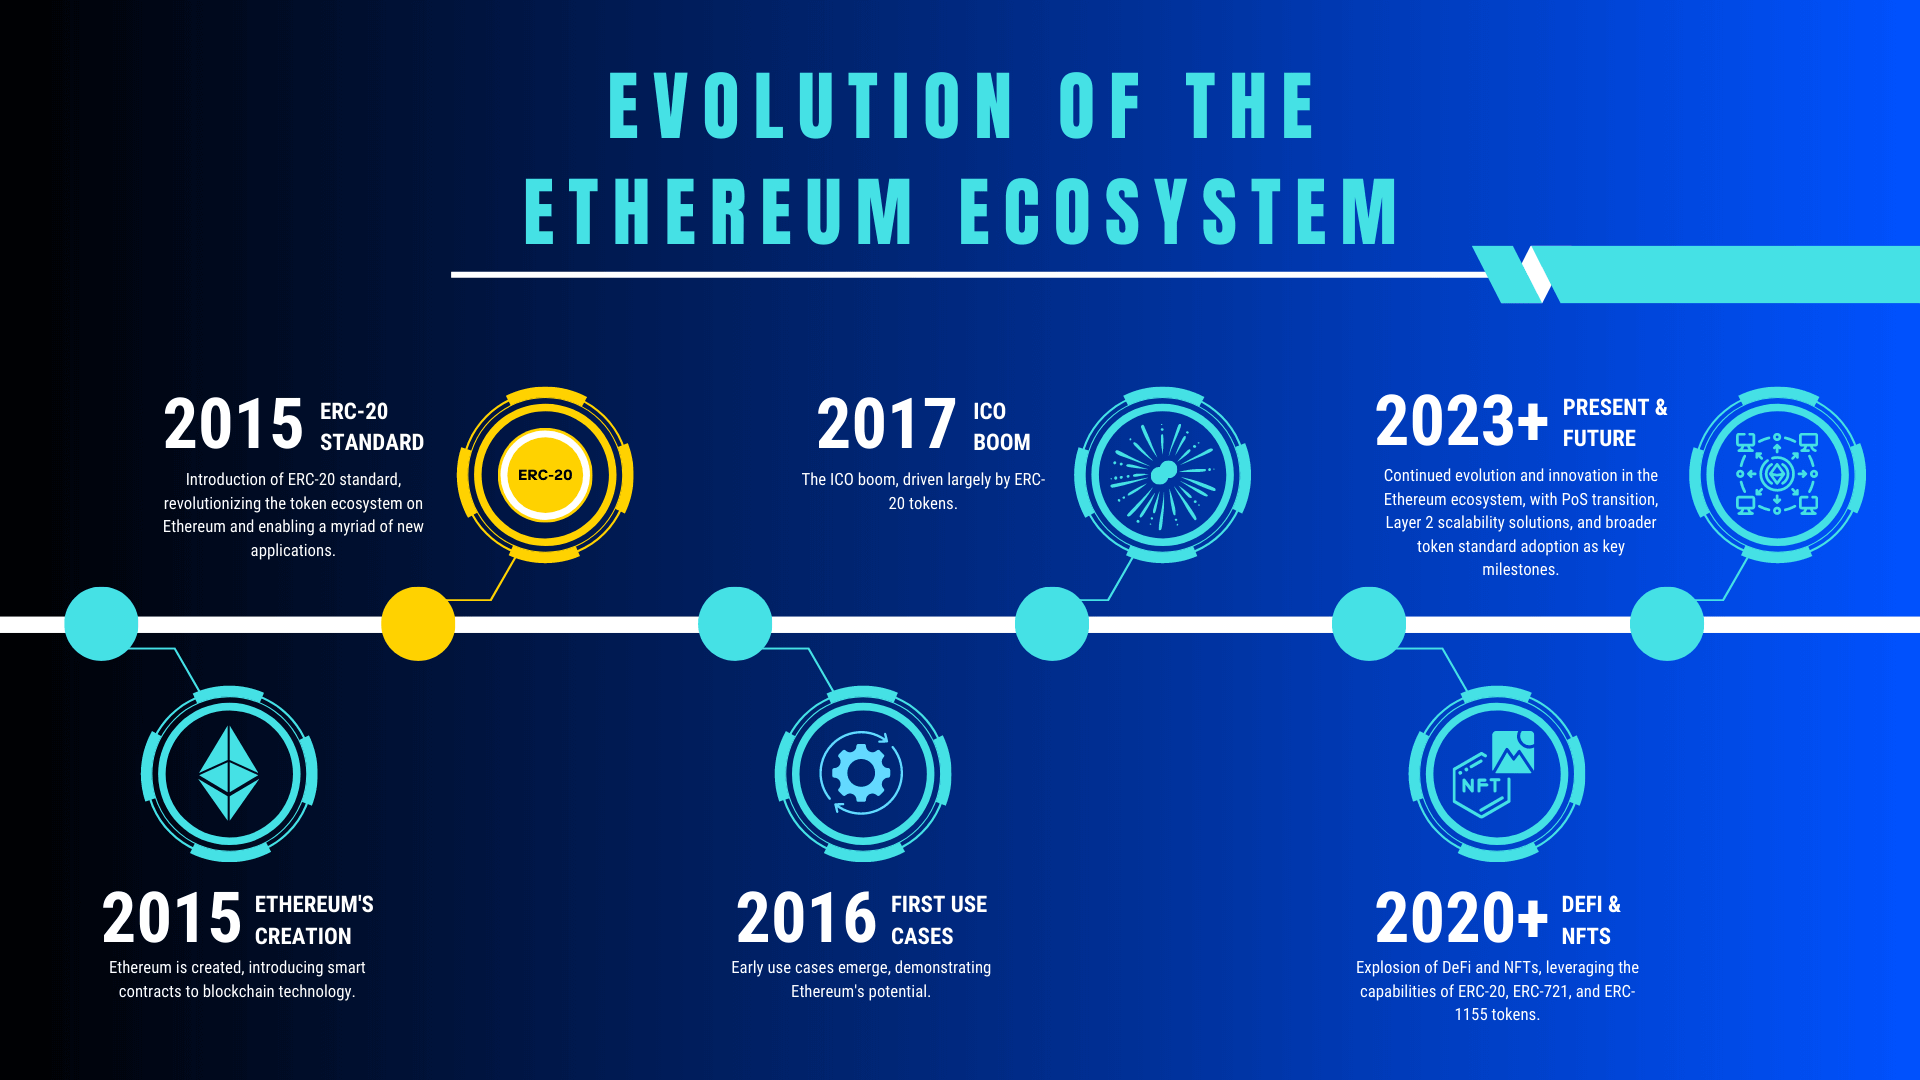 EVOLUTION OF THE
ETHEREUM ECOSYSTEM
2015
ERC-20
STANDARD
Introduction of ERC-20 standard,
revolutionizing the token ecosystem on
Ethereum and enabling a myriad of new
applications.
ERC-20
2017
ICO
BOOM
The ICO boom, driven largely by ERC-
20 tokens.
2023+
PRESENT &
FUTURE
Continued evolution and innovation in the
Ethereum ecosystem, with PoS transition,
Layer 2 scalability solutions, and broader
token standard adoption as key
milestones.
2015
ETHEREUM'S
CREATION
Ethereum is created, introducing smart
contracts to blockchain technology.
2016
FIRST USE
CASES
Early use cases emerge, demonstrating
Ethereum's potential.
NFT
2020+
DEFI &
NFTS
Explosion of DeFi and NFTs, leveraging the
capabilities of ERC-20, ERC-721, and ERC-
1155 tokens.